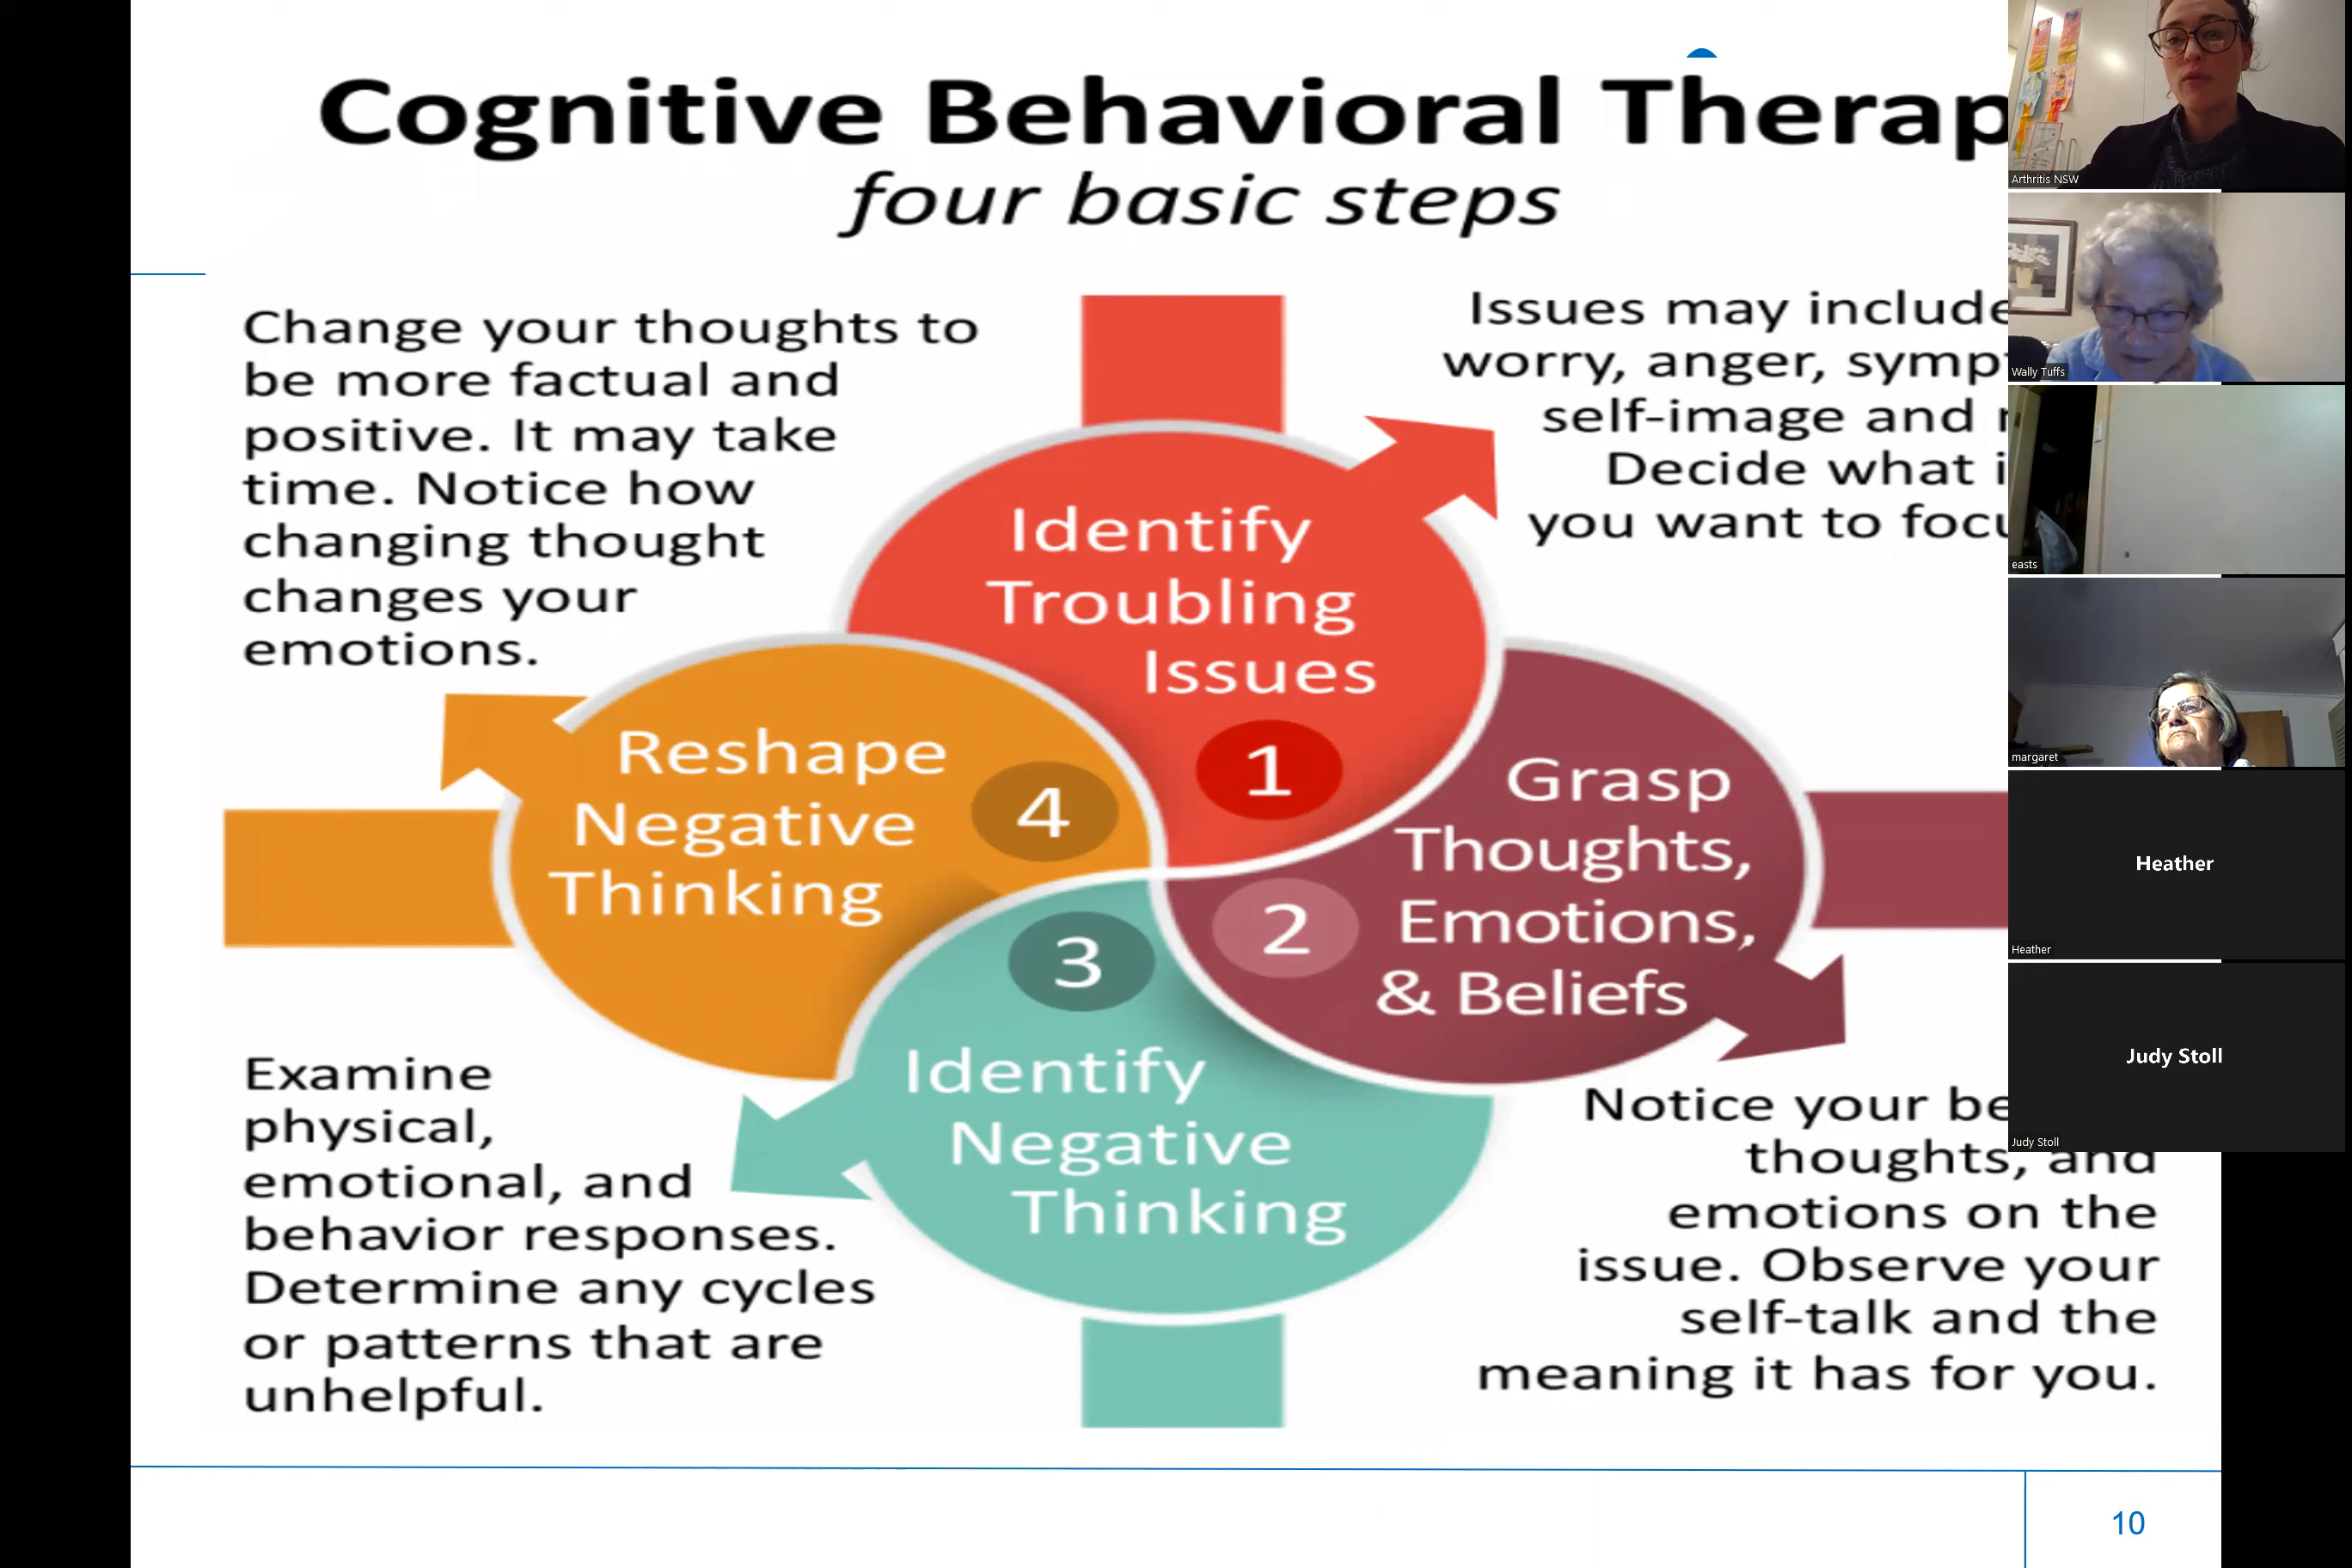 Cognitive Behavioral Therap
four basic steps
Change your thoughts to
be more factual and
positive. It may take
time. Notice how
changing thought
changes your
emotions.
Issues may include
worry, anger, symp
self-image and
Decide what i
you want to focu
Identify
Troubling
Issues
1
Grasp
Thoughts,
Emotions,
& Beliefs
2
Identify
Negative
Thinking
3
Reshape
Negative
Thinking
4
Examine
physical,
emotional, and
behavior responses.
Determine any cycles
or patterns that are
unhelpful.
Notice your be
thoughts, and
emotions on the
issue. Observe your
self-talk and the
meaning it has for you.
10
Arthritis NSW
Wally Tuffs
easts
margaret
Heather
Heather
Judy Stoll
Judy Stoll